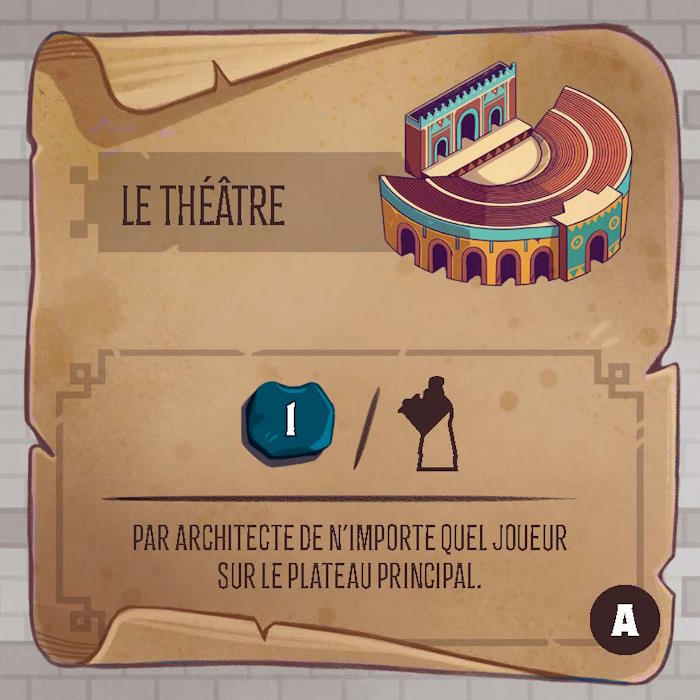 LE THÉÂTRE
1 /
PAR ARCHITECTE DE N'IMPORTE QUEL JOUEUR
SUR LE PLATEAU PRINCIPAL.
A